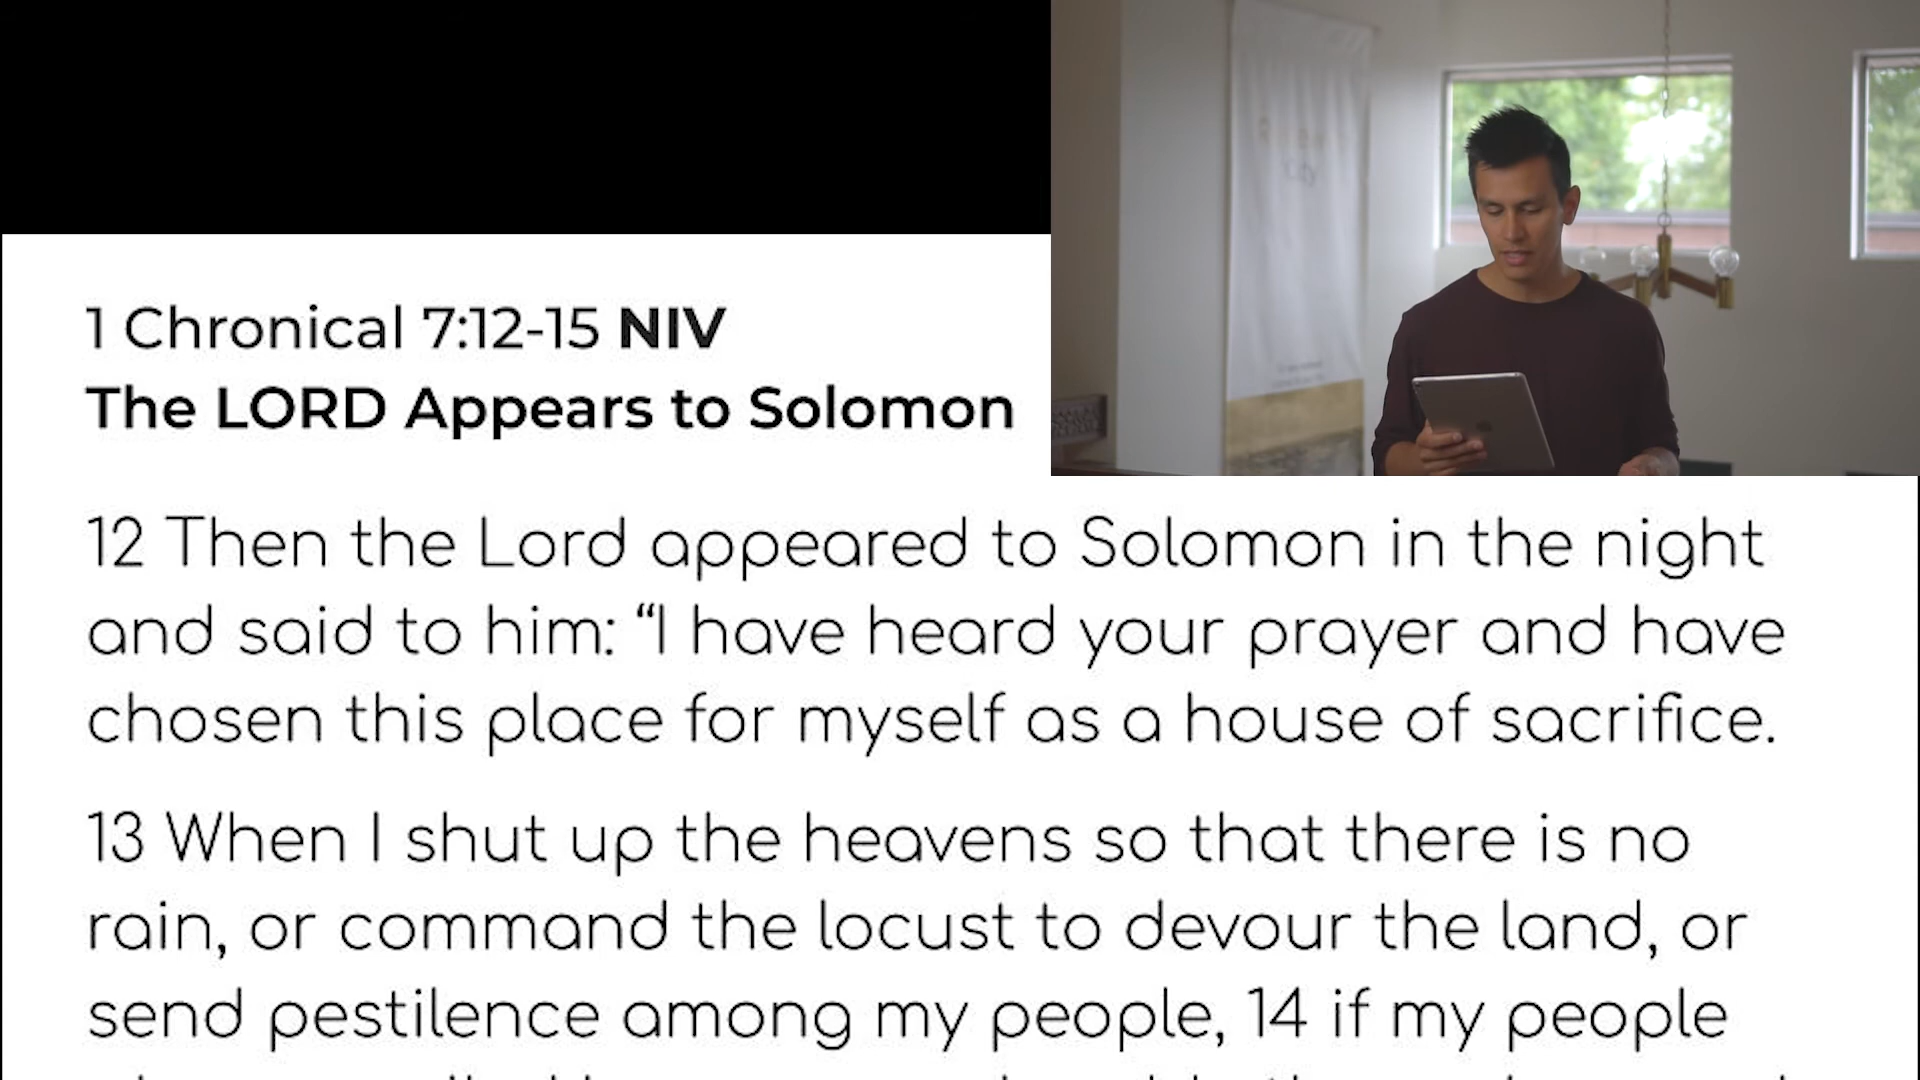 1 Chronical 7:12-15 NIV
The LORD Appears to Solomon
12 Then the Lord appeared to Solomon in the night
and said to him: “I have heard your prayer and have
chosen this place for myself as a house of sacrifice.
13 When I shut up the heavens so that there is no
rain, or command the locust to devour the land, or
send pestilence among my people, 14 if my people